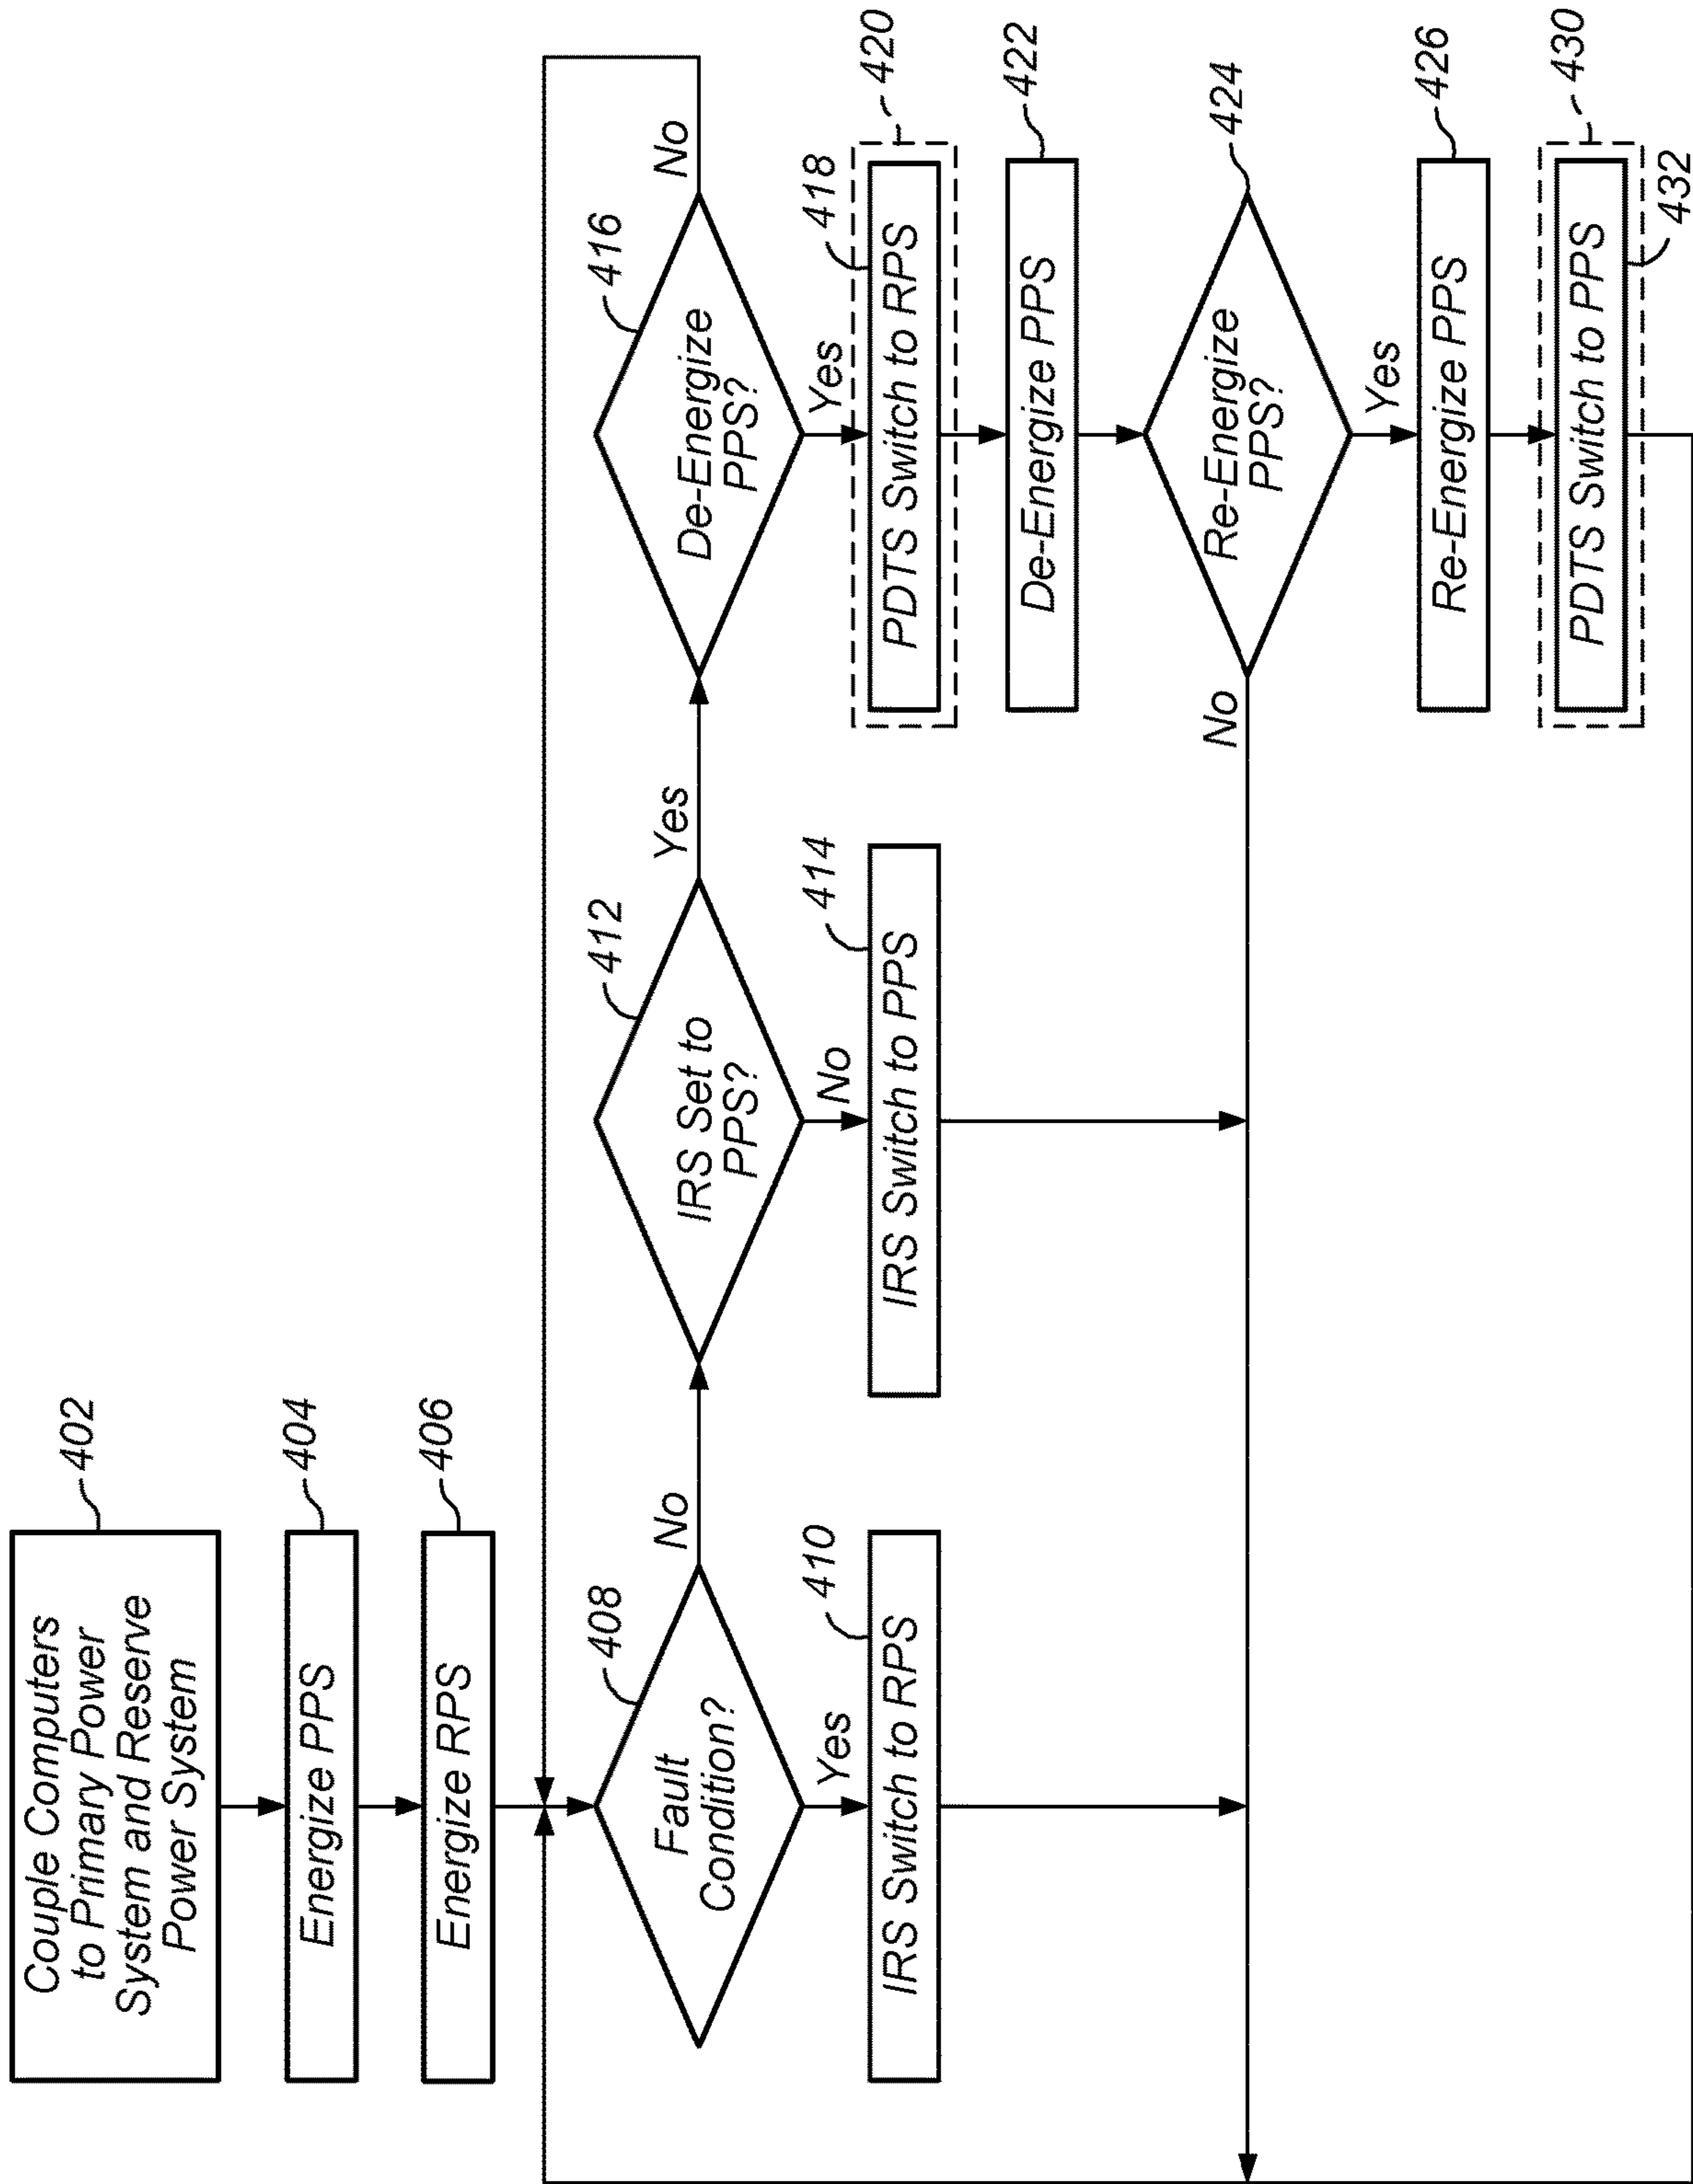 Couple Computers
to Primary Power
System and Reserve
Power System
402
Energize PPS
404
Energize RPS
406
Fault
Condition?
408
No
Yes
IRS Switch to RPS
410
IRS Set to
PPS?
412
Yes
No
IRS Switch to PPS
414
De-Energize
PPS?
416
No
Yes
PDTS Switch to RPS
418
420
De-Energize PPS
422
Re-Energize
PPS?
424
No
Yes
Re-Energize PPS
426
PDTS Switch to PPS
430
432